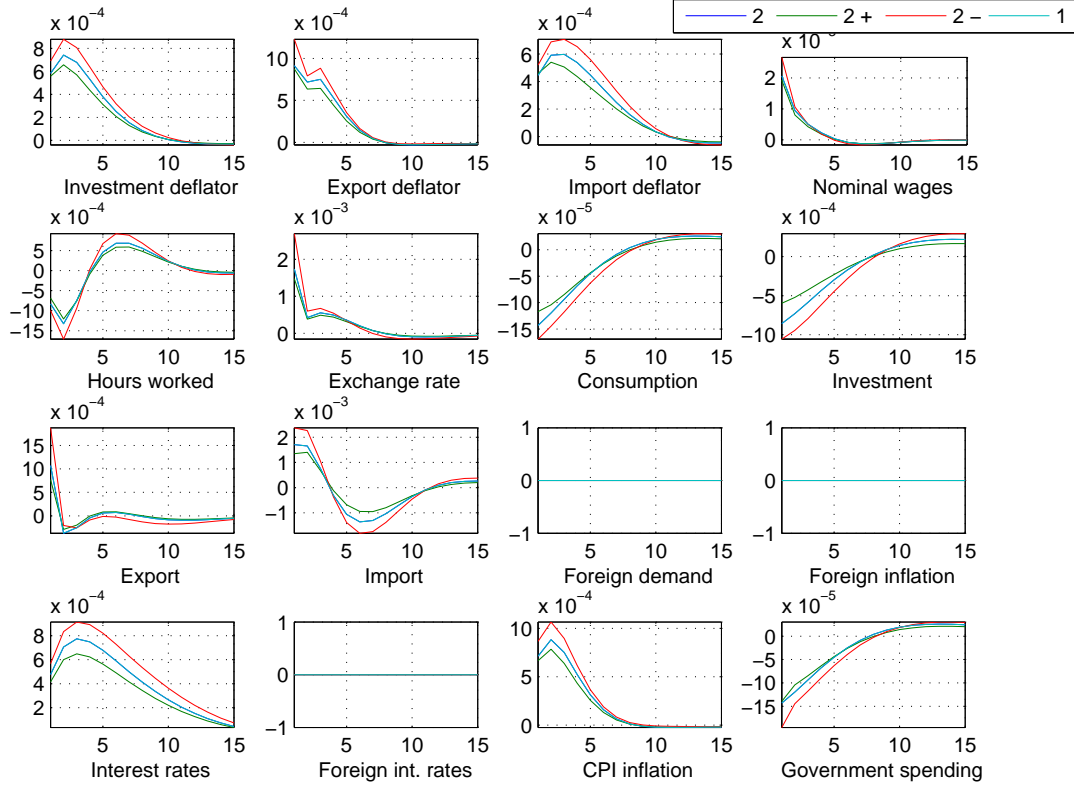 2 2 + 2 − 1
x 10⁻⁴
8
6
4
2
0
5 10 15
Investment deflator
x 10⁻⁴
10
5
0
5 10 15
Export deflator
x 10⁻⁴
6
4
2
0
5 10 15
Import deflator
x 10
2
1
0
5 10 15
Nominal wages
x 10⁻⁴
5
0
−5
−10
−15
5 10 15
Hours worked
x 10⁻³
2
1
0
5 10 15
Exchange rate
x 10⁻⁵
0
−5
−10
−15
5 10 15
Consumption
x 10⁻⁴
0
−5
−10
5 10 15
Investment
x 10⁻⁴
15
10
5
0
5 10 15
Export
x 10⁻³
2
1
0
−1
5 10 15
Import
1
0
−1
5 10 15
Foreign demand
1
0
−1
5 10 15
Foreign inflation
x 10⁻⁴
8
6
4
2
5 10 15
Interest rates
1
0
−1
5 10 15
Foreign int. rates
x 10⁻⁴
10
5
0
5 10 15
CPI inflation
x 10⁻⁵
0
−5
−10
−15
5 10 15
Government spending